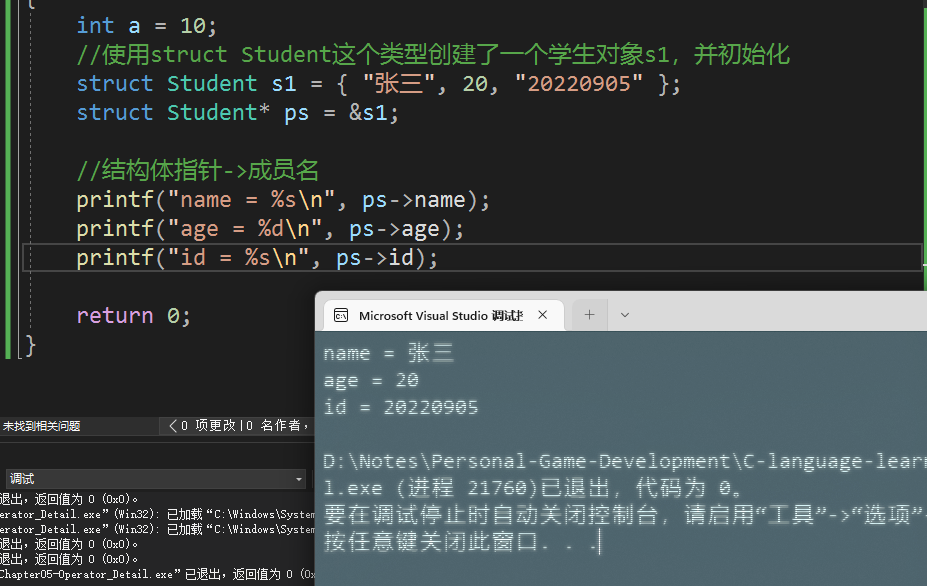 {
int a = 10;
//使用struct Student这个类型创建了一个学生对象s1，并初始化
struct Student s1 = { "张三", 20, "20220905" };
struct Student* ps = &s1;
//结构体指针->成员名
printf("name = %s\n", ps->name);
printf("age = %d\n", ps->age);
printf("id = %s\n", ps->id);
return 0;
}
未找到相关问题
0 项更改|0 名作者，
调试
退出，返回值为 0 (0x0)。
erator_Detail.exe”(Win32): 已加载“C:\Windows\System
erator_Detail.exe”(Win32): 已加载“C:\Windows\System
退出，返回值为 0 (0x0)。
退出，返回值为 0 (0x0)。
Chapter05-Operator_Detail.exe”已退出，返回值为 0 (0x
Microsoft Visual Studio 调试
name = 张三
age = 20
id = 20220905
D:\Notes\Personal-Game-Development\C-language-lear
l.exe (进程 21760)已退出，代码为 0。
要在调试停止时自动关闭控制台，请启用“工具”->“选项”
按任意键关闭此窗口. . .